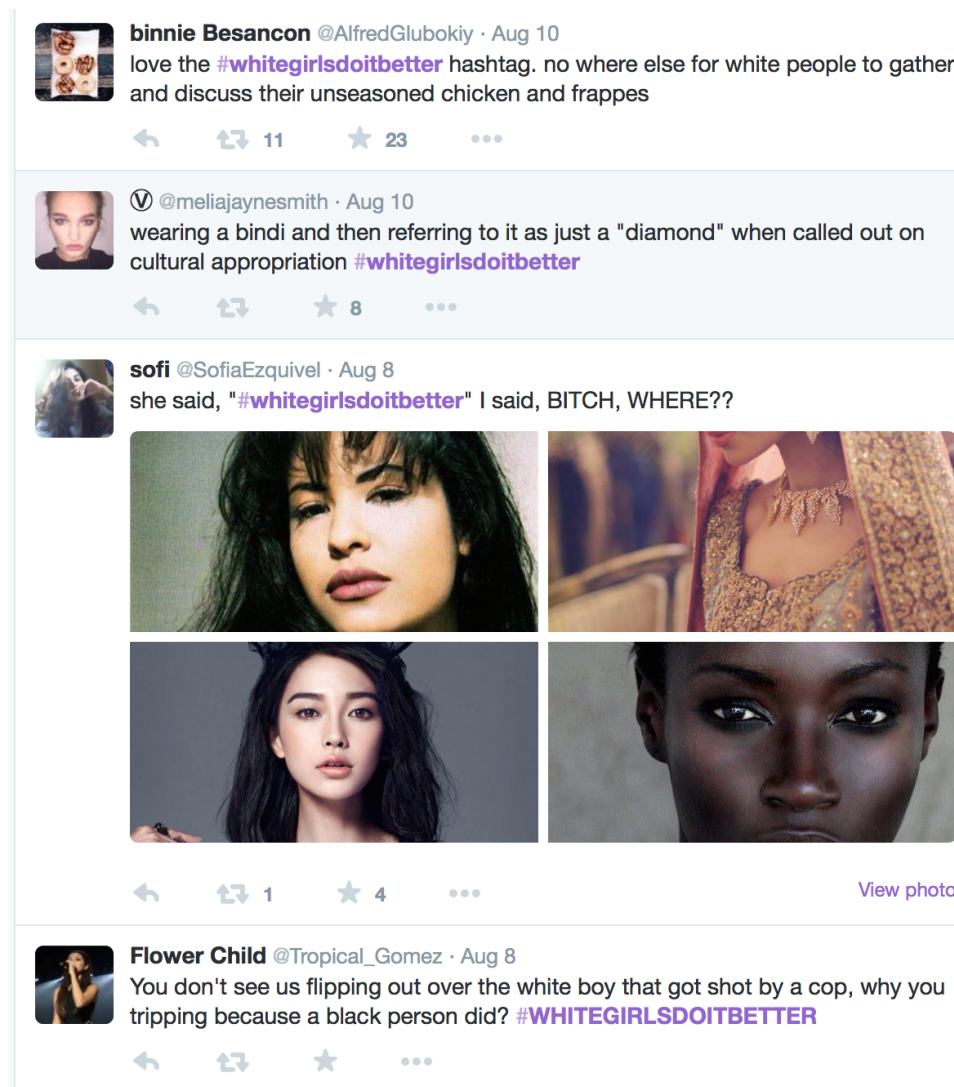 binnie Besancon @AlfredGlubokiy · Aug 10
love the #whitegirlsdoitbetter hashtag. no where else for white people to gather
and discuss their unseasoned chicken and frappes
11 23
Ⓥ @meliajaynesmith · Aug 10
wearing a bindi and then referring to it as just a "diamond" when called out on
cultural appropriation #whitegirlsdoitbetter
8
sofi @SofiaEzquivel · Aug 8
she said, "#whitegirlsdoitbetter" I said, BITCH, WHERE??
1 4
View photo
Flower Child @Tropical_Gomez · Aug 8
You don't see us flipping out over the white boy that got shot by a cop, why you
tripping because a black person did? #WHITEGIRLSDOITBETTER